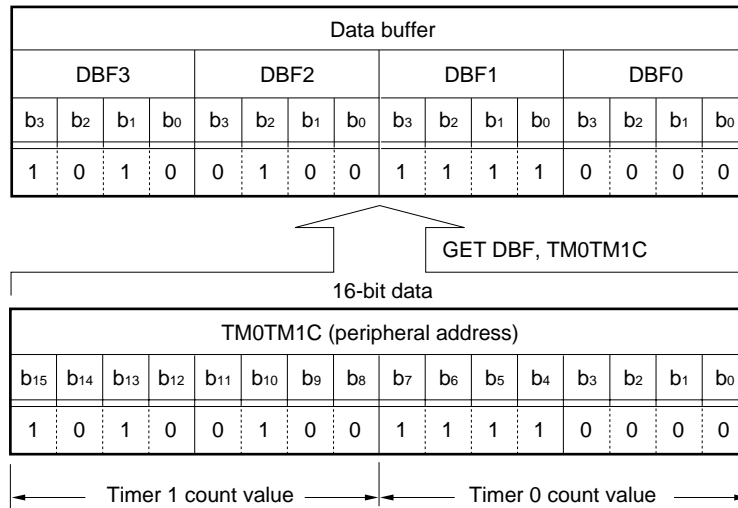 Data buffer
DBF3 DBF2 DBF1 DBF0
b3 b2 b1 b0 b3 b2 b1 b0 b3 b2 b1 b0 b3 b2 b1 b0
1 0 1 0 0 1 0 0 1 1 1 1 0 0 0 0
GET DBF, TM0TM1C
16-bit data
TM0TM1C (peripheral address)
b15 b14 b13 b12 b11 b10 b9 b8 b7 b6 b5 b4 b3 b2 b1 b0
1 0 1 0 0 1 0 0 1 1 1 1 0 0 0 0
Timer 1 count value Timer 0 count value